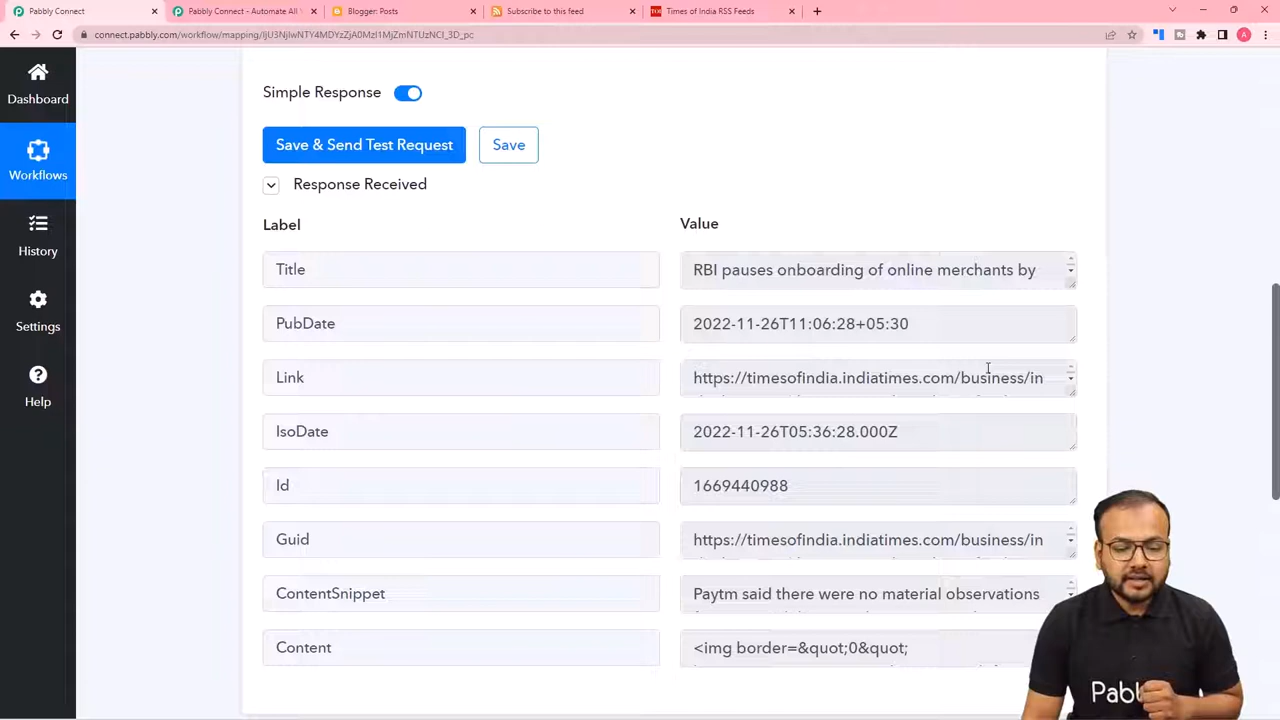 Pabbly Connect
Pabbly Connect - Automate All
Blogger: Posts
Subscribe to this feed
Times of India RSS Feeds
connect.pabbly.com/workflow/mapping/IjU3NjIwNTY4MDYzZjA0MzI1MjZmNTUzNCI_3D_pc
A
Dashboard
Workflows
History
Settings
Help
Simple Response
Save & Send Test Request
Save
Response Received
Label
Value
Title
RBI pauses onboarding of online merchants by
PubDate
2022-11-26T11:06:28+05:30
Link
https://timesofindia.indiatimes.com/business/in
IsoDate
2022-11-26T05:36:28.000Z
Id
1669440988
Guid
https://timesofindia.indiatimes.com/business/in
ContentSnippet
Paytm said there were no material observations
Content
<img border=&quot;0&quot;
Pabb